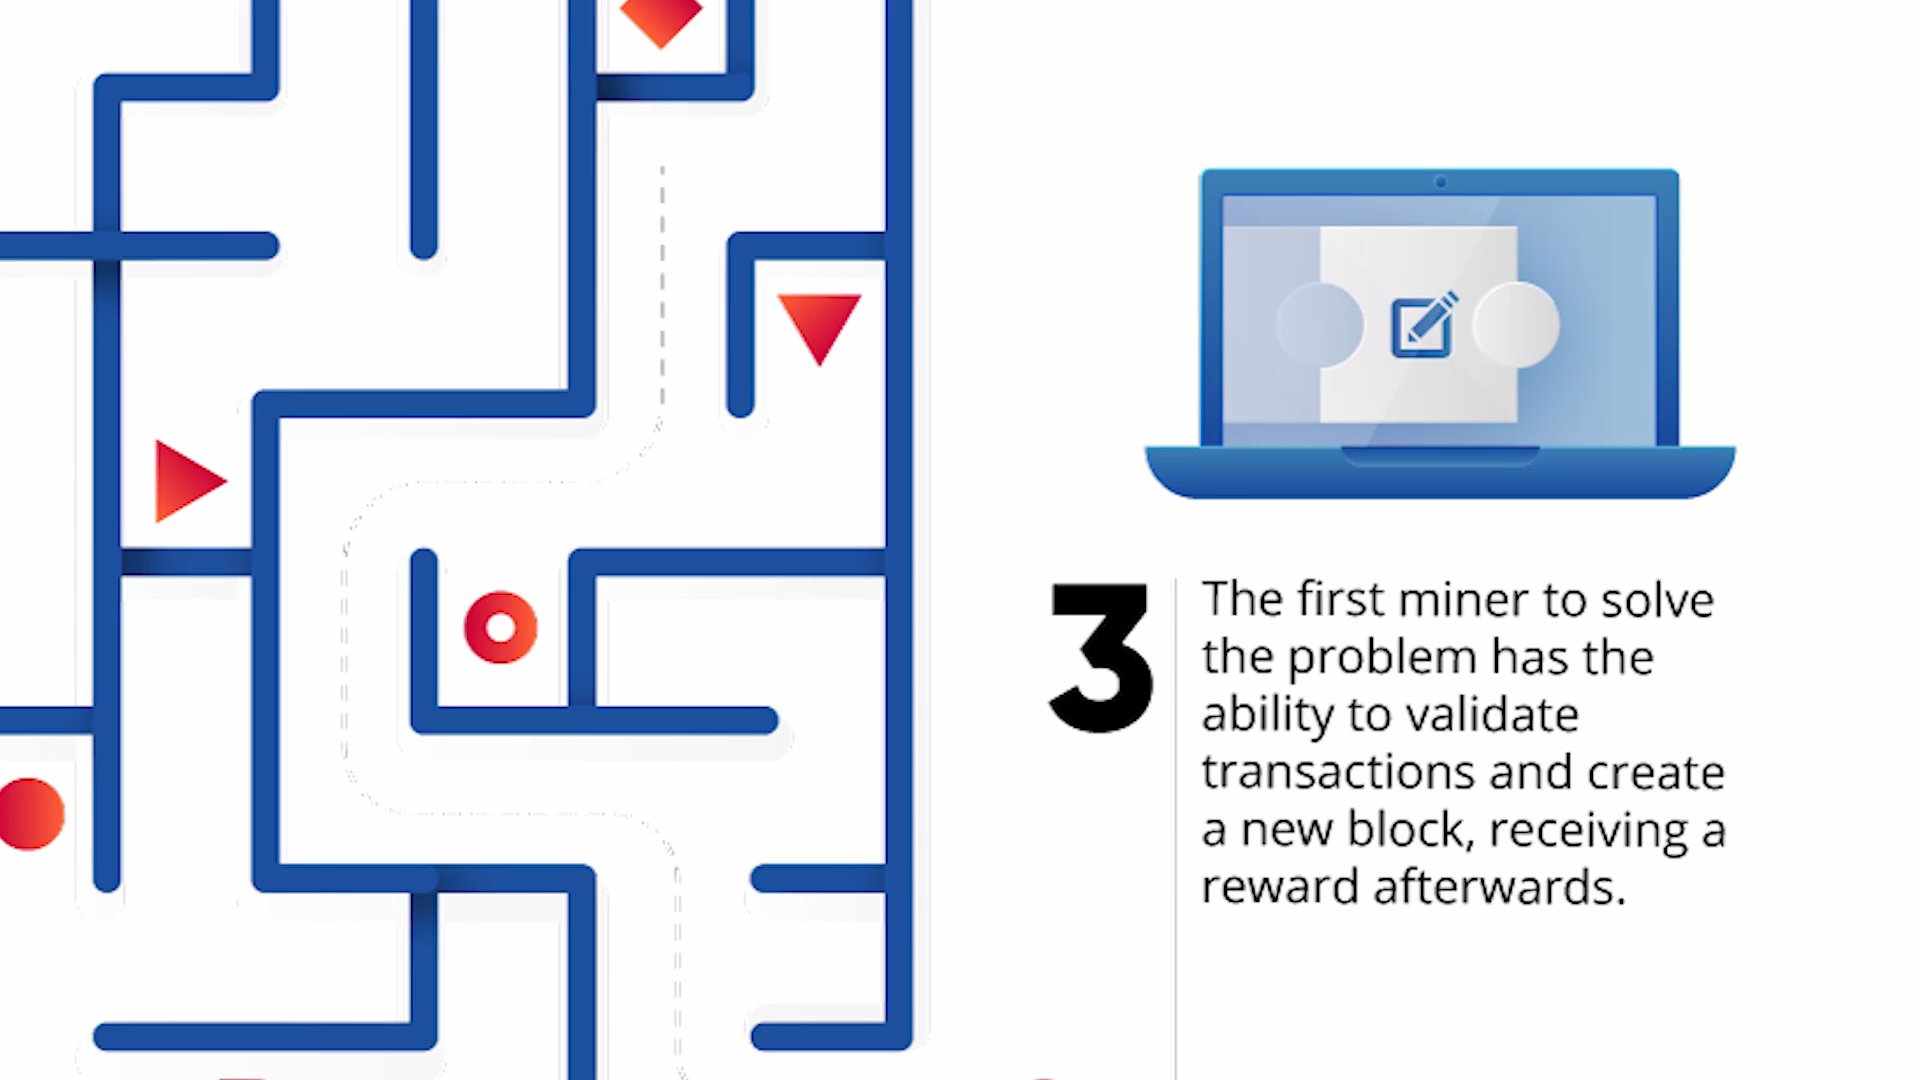 3
The first miner to solve
the problem has the
ability to validate
transactions and create
a new block, receiving a
reward afterwards.